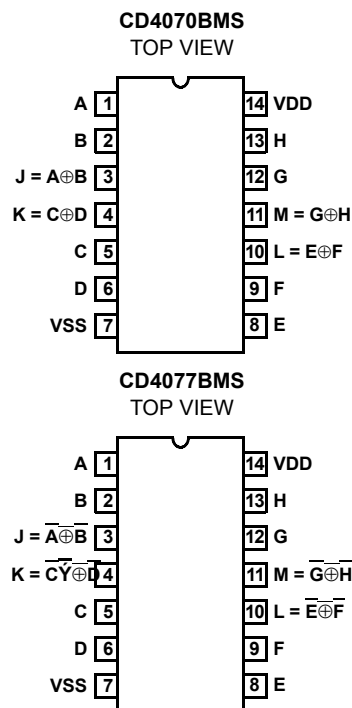 CD4070BMS
TOP VIEW
A 1 14 VDD
B 2 13 H
J = A⊕B 3 12 G
K = C⊕D 4 11 M = G⊕H
C 5 10 L = E⊕F
D 6 9 F
VSS 7 8 E
CD4077BMS
TOP VIEW
A 1 14 VDD
B 2 13 H
J = A̅⊕̅B̅ 3 12 G
K = C̅Ý̅⊕̅D̅ 4 11 M = G̅⊕̅H̅
C 5 10 L = E̅⊕̅F̅
D 6 9 F
VSS 7 8 E